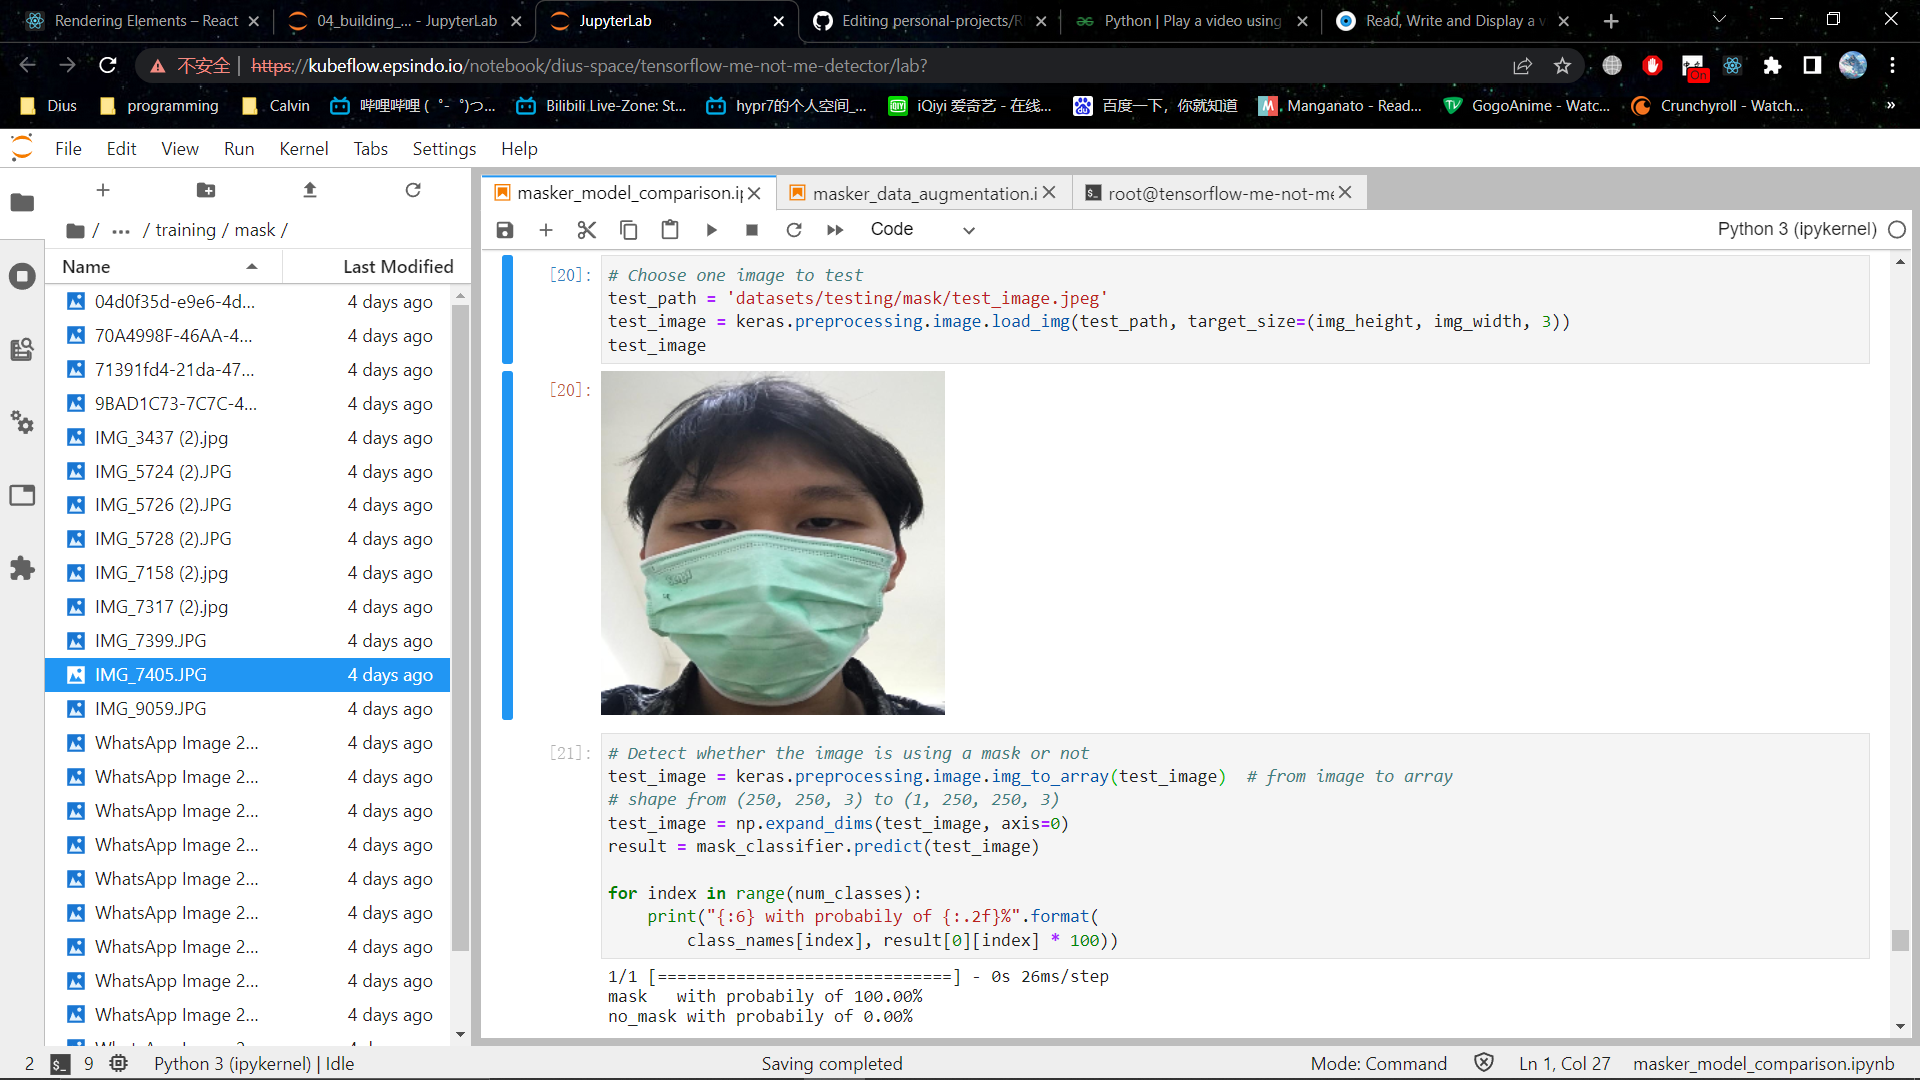 Rendering Elements – React
04_building_... - JupyterLab
JupyterLab
Editing personal-projects/R
Python | Play a video using
Read, Write and Display a v
不安全 | https://kubeflow.epsindo.io/notebook/dius-space/tensorflow-me-not-me-detector/lab?
On
Dius
programming
Calvin
哔哩哔哩 ( ゜- ゜)つ...
Bilibili Live-Zone: St...
hypr7的个人空间_...
iQiyi 爱奇艺 - 在线...
百度一下，你就知道
Manganato - Read...
GogoAnime - Watc...
Crunchyroll - Watch...
»
File Edit View Run Kernel Tabs Settings Help
/ ... / training / mask /
Name Last Modified
04d0f35d-e9e6-4d... 4 days ago
70A4998F-46AA-4... 4 days ago
71391fd4-21da-47... 4 days ago
9BAD1C73-7C7C-4... 4 days ago
IMG_3437 (2).jpg 4 days ago
IMG_5724 (2).JPG 4 days ago
IMG_5726 (2).JPG 4 days ago
IMG_5728 (2).JPG 4 days ago
IMG_7158 (2).jpg 4 days ago
IMG_7317 (2).jpg 4 days ago
IMG_7399.JPG 4 days ago
IMG_7405.JPG 4 days ago
IMG_9059.JPG 4 days ago
WhatsApp Image 2... 4 days ago
WhatsApp Image 2... 4 days ago
WhatsApp Image 2... 4 days ago
WhatsApp Image 2... 4 days ago
WhatsApp Image 2... 4 days ago
WhatsApp Image 2... 4 days ago
WhatsApp Image 2... 4 days ago
WhatsApp Image 2... 4 days ago
WhatsApp Image 2... 4 days ago
masker_model_comparison.ip
masker_data_augmentation.i
root@tensorflow-me-not-me
Code
Python 3 (ipykernel)
[20]:
# Choose one image to test
test_path = 'datasets/testing/mask/test_image.jpeg'
test_image = keras.preprocessing.image.load_img(test_path, target_size=(img_height, img_width, 3))
test_image
[20]:
[21]:
# Detect whether the image is using a mask or not
test_image = keras.preprocessing.image.img_to_array(test_image)  # from image to array
# shape from (250, 250, 3) to (1, 250, 250, 3)
test_image = np.expand_dims(test_image, axis=0)
result = mask_classifier.predict(test_image)
for index in range(num_classes):
    print("{:6} with probabily of {:.2f}%".format(
        class_names[index], result[0][index] * 100))
1/1 [==============================] - 0s 26ms/step
mask   with probabily of 100.00%
no_mask with probabily of 0.00%
2 9 Python 3 (ipykernel) | Idle
Saving completed
Mode: Command
Ln 1, Col 27
masker_model_comparison.ipynb